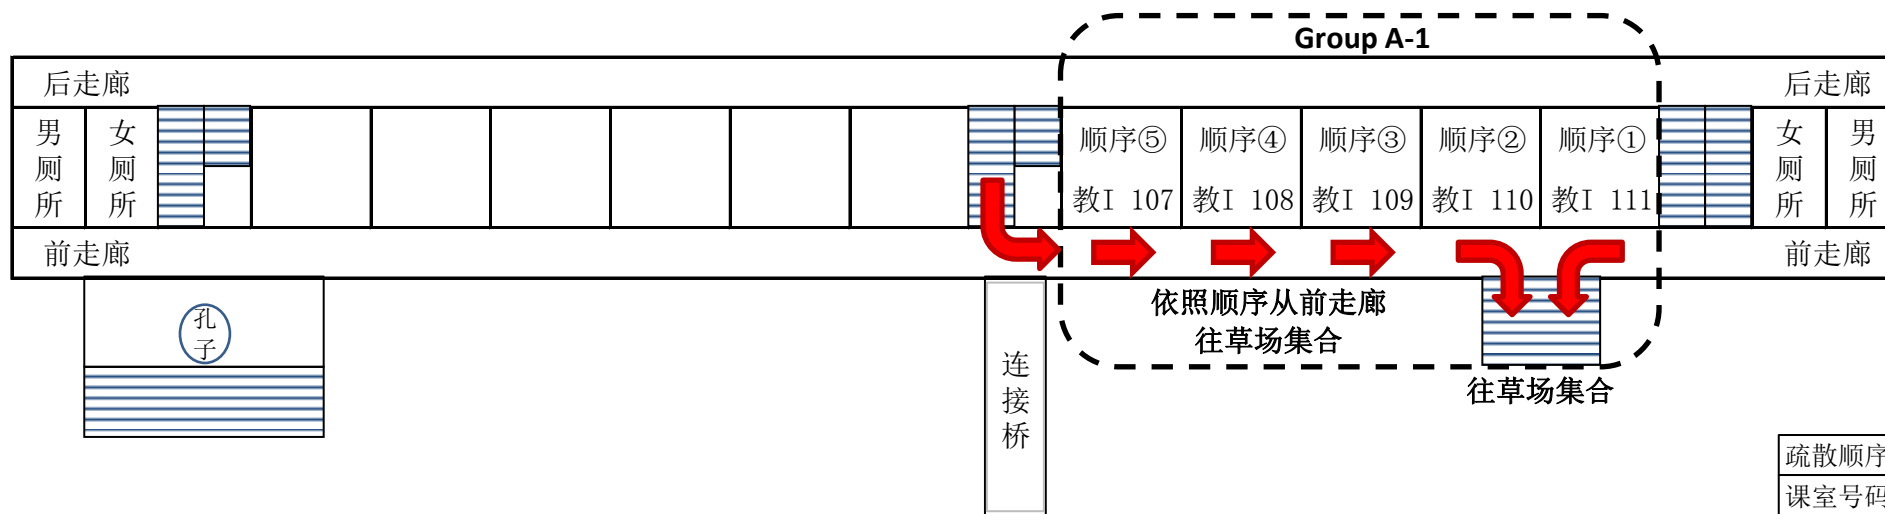 Group A-1
后走廊
后走廊
男厕所
女厕所
顺序⑤
教I 107
顺序④
教I 108
顺序③
教I 109
顺序②
教I 110
顺序①
教I 111
女厕所
男厕所
前走廊
前走廊
孔子
连接桥
依照顺序从前走廊
往草场集合
往草场集合
疏散顺序
课室号码